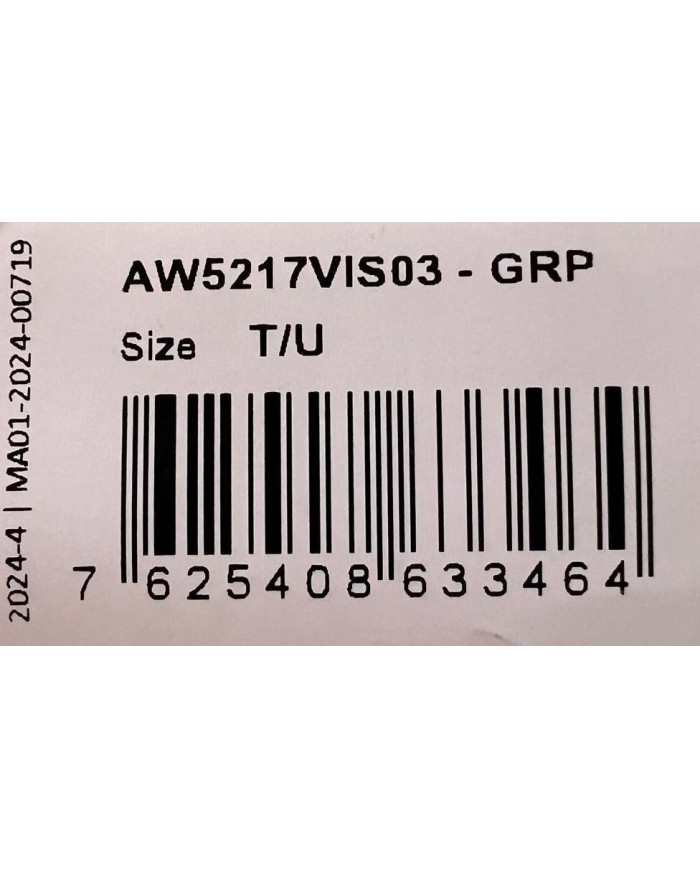 AW5217VIS03 - GRP
Size T/U
7 625408 633464
2024-4 | MA01-2024-00719